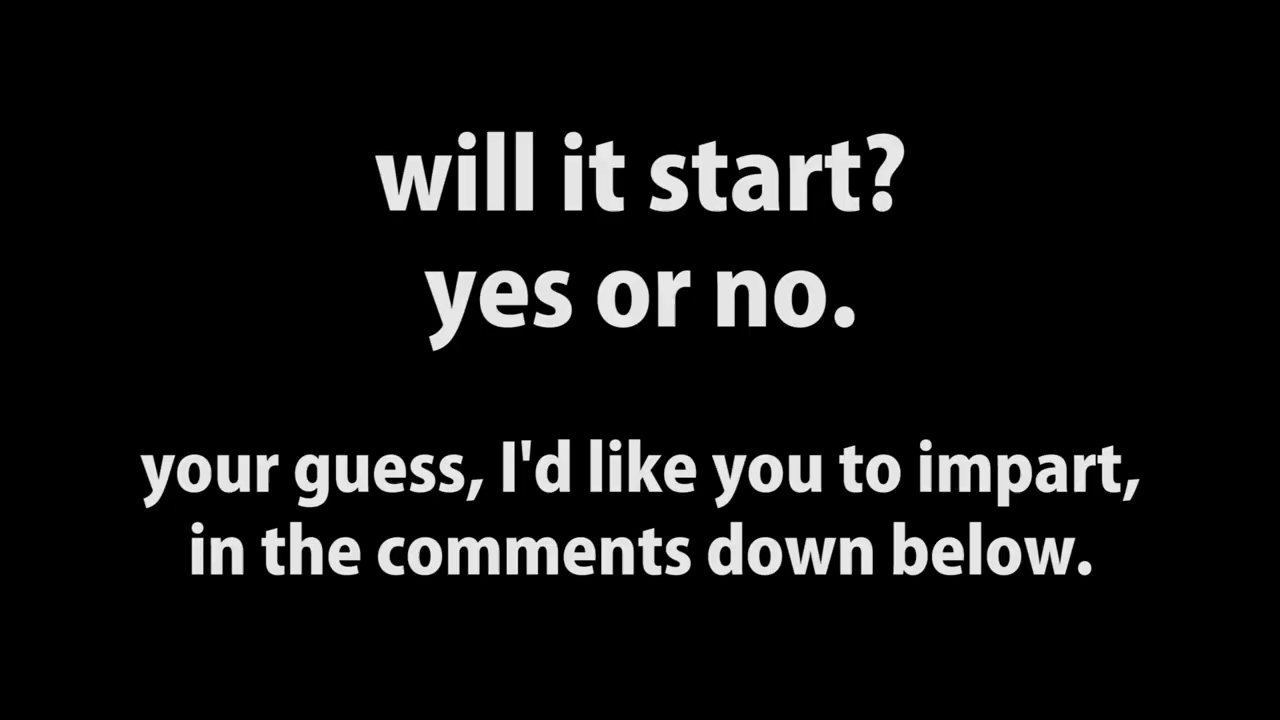 will it start?
yes or no.
your guess, I'd like you to impart,
in the comments down below.